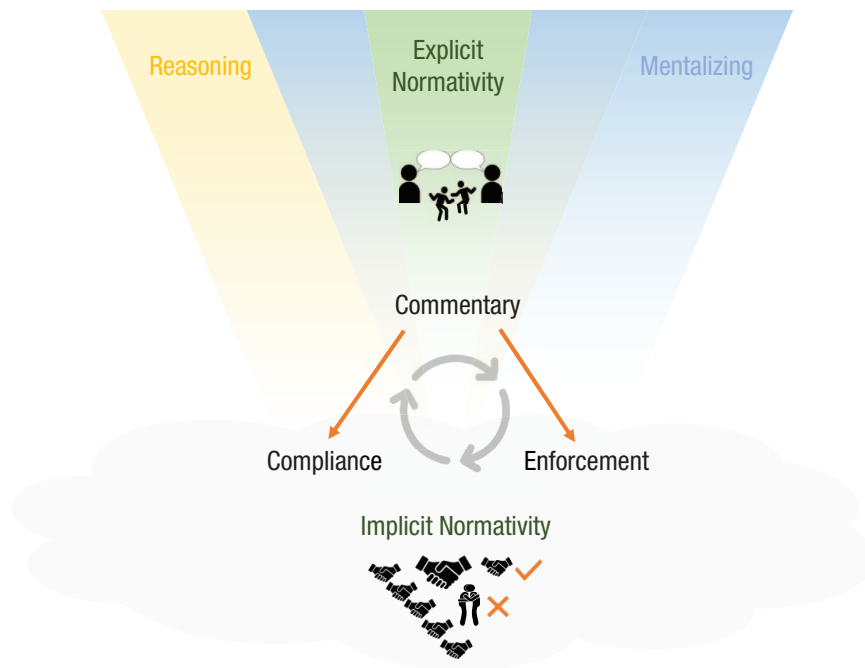 Reasoning
Explicit
Normativity
Mentalizing
Commentary
Compliance
Enforcement
Implicit Normativity